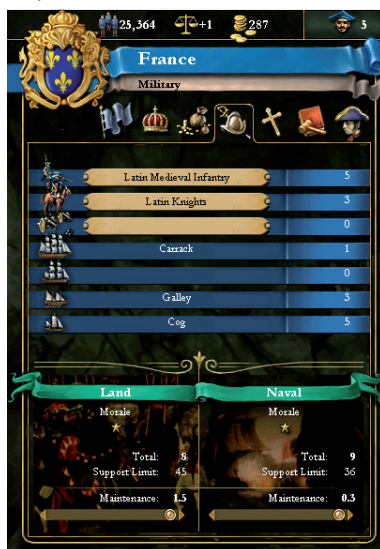 25,364 +1 287 5
France
Military
Latin Medieval Infantry 5
Latin Knights 3
0
Carrack 1
0
Galley 3
Cog 5
Land Naval
Morale Morale
Total: 8 Total: 9
Support Limit: 45 Support Limit: 36
Maintenance: 1.5 Maintenance: 0.3